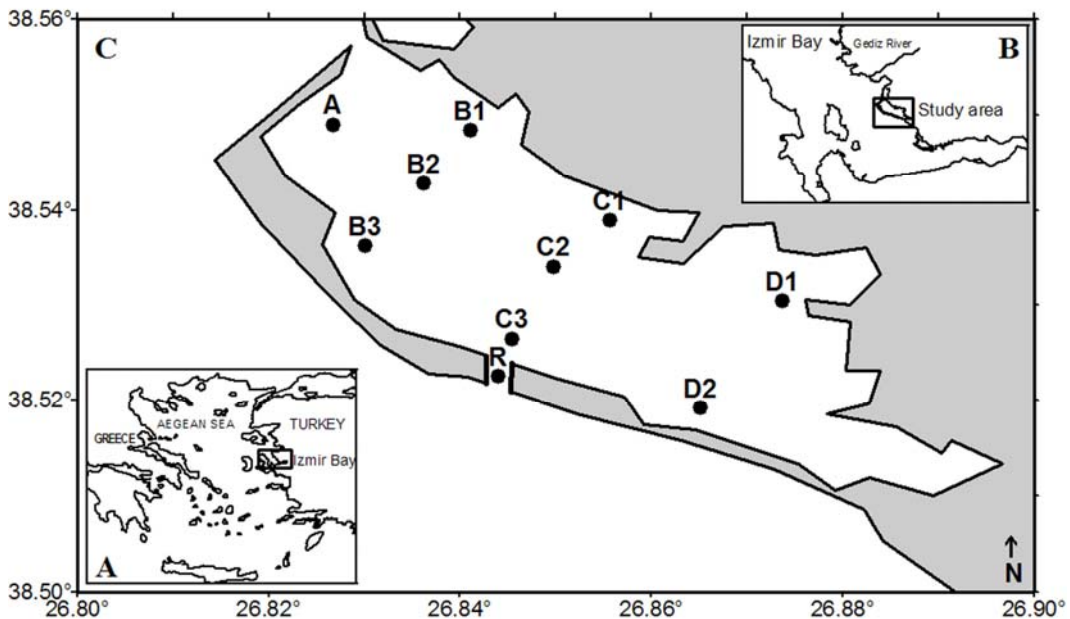 38.56°
C
Izmir Bay
Gediz River
B
Study area
A
B1
B2
38.54°
B3
C1
C2
D1
C3
R
D2
38.52°
AEGEAN SEA
TURKEY
GREECE
Izmir Bay
A
N
38.50°
26.80°
26.82°
26.84°
26.86°
26.88°
26.90°